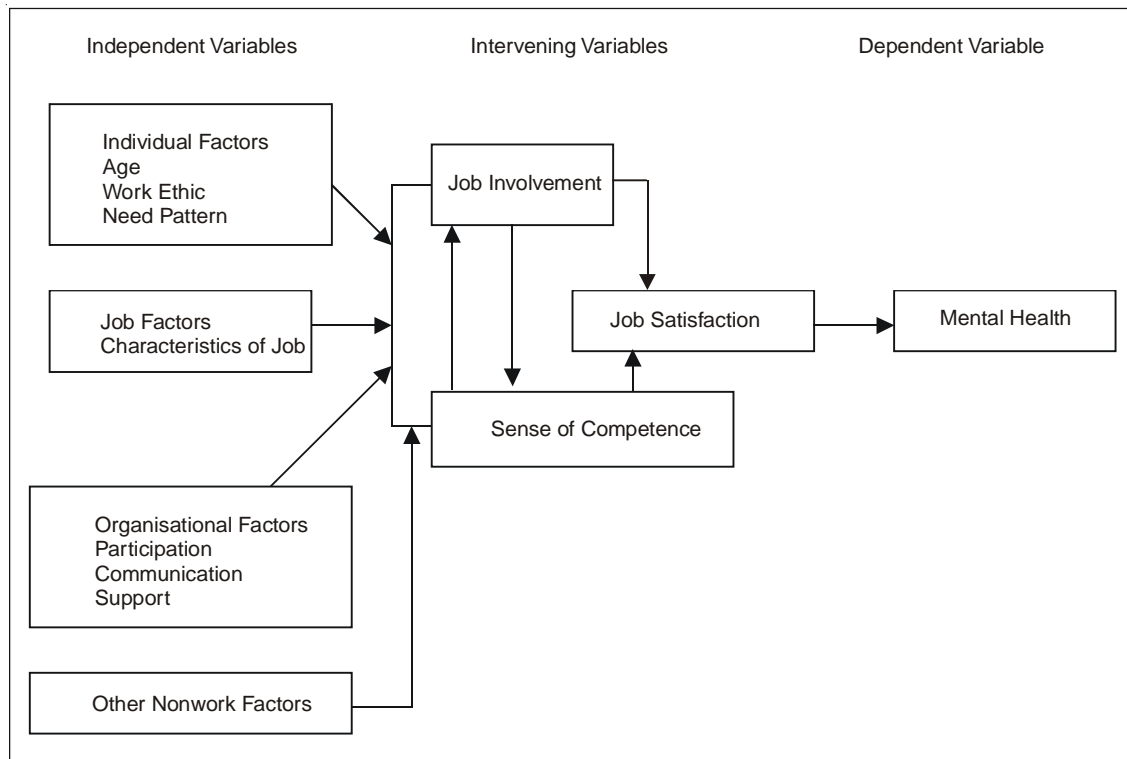 Independent Variables
Intervening Variables
Dependent Variable
Individual Factors
Age
Work Ethic
Need Pattern
Job Involvement
Job Factors
Characteristics of Job
Job Satisfaction
Mental Health
Sense of Competence
Organisational Factors
Participation
Communication
Support
Other Nonwork Factors